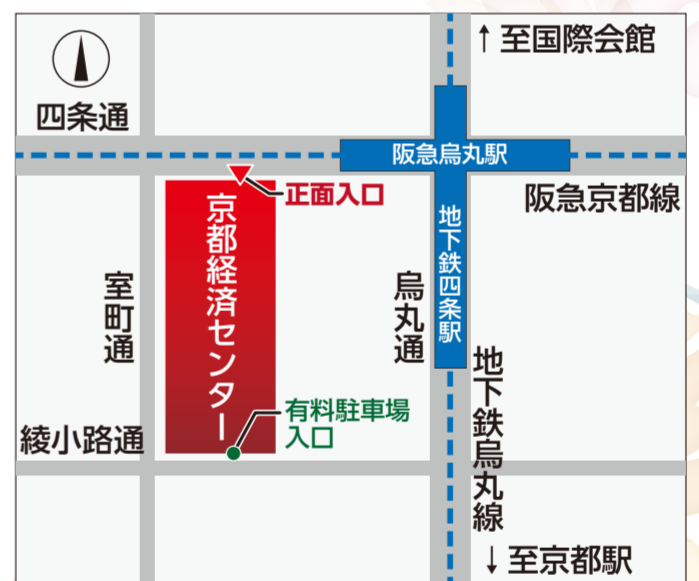 ↑至国際会館
四条通
阪急烏丸駅
正面入口
阪急京都線
京都経済センター
地下鉄四条駅
室町通
烏丸通
地下鉄烏丸線
有料駐車場
入口
綾小路通
↓至京都駅